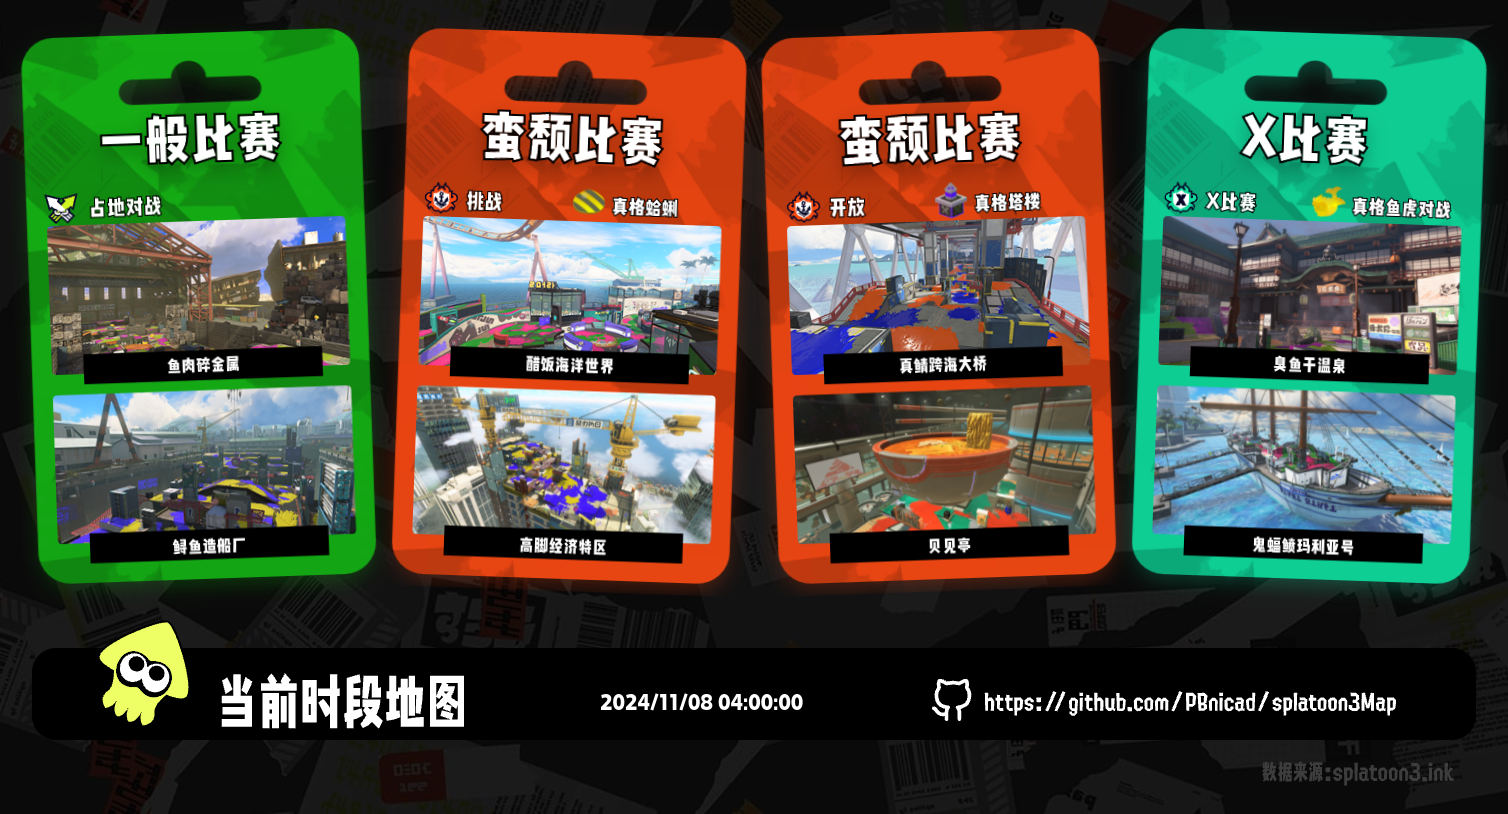 一般比赛
占地对战
鱼肉碎金属
鲟鱼造船厂
蛮颓比赛
挑战
真格蛤蜊
醋饭海洋世界
高脚经济特区
蛮颓比赛
开放
真格塔楼
真鲭跨海大桥
贝贝亭
X比赛
X比赛
真格鱼虎对战
臭鱼干温泉
鬼蝠鲼玛利亚号
当前时段地图
2024/11/08 04:00:00
https://github.com/PBnicad/splatoon3Map
数据来源:splatoon3.ink